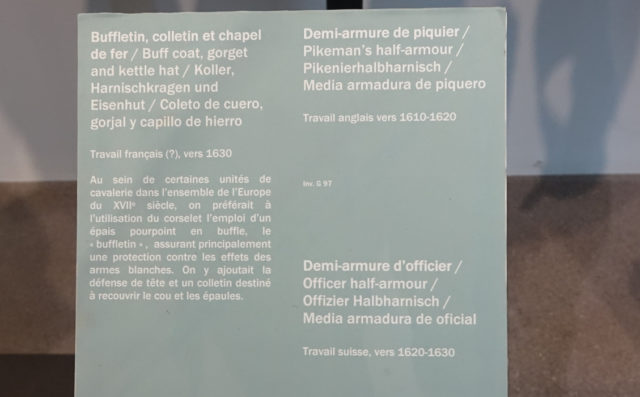 Buffletin, colletin et chapel
de fer / Buff coat, gorget
and kettle hat / Koller,
Harnischkragen und
Eisenhut / Coleto de cuero,
gorjal y capillo de hierro
Travail français (?), vers 1630
Au sein de certaines unités de
cavalerie dans l'ensemble de l'Europe
du XVIIᵉ siècle, on préférait à
l'utilisation du corselet l'emploi d'un
épais pourpoint en buffle, le
« buffletin », assurant principalement
une protection contre les effets des
armes blanches. On y ajoutait la
défense de tête et un colletin destiné
à recouvrir le cou et les épaules.
Demi-armure de piquier /
Pikeman's half-armour /
Pikenierhalbharnisch /
Media armadura de piquero
Travail anglais vers 1610-1620
Inv. G 97
Demi-armure d'officier /
Officer half-armour /
Offizier Halbharnisch /
Media armadura de oficial
Travail suisse, vers 1620-1630